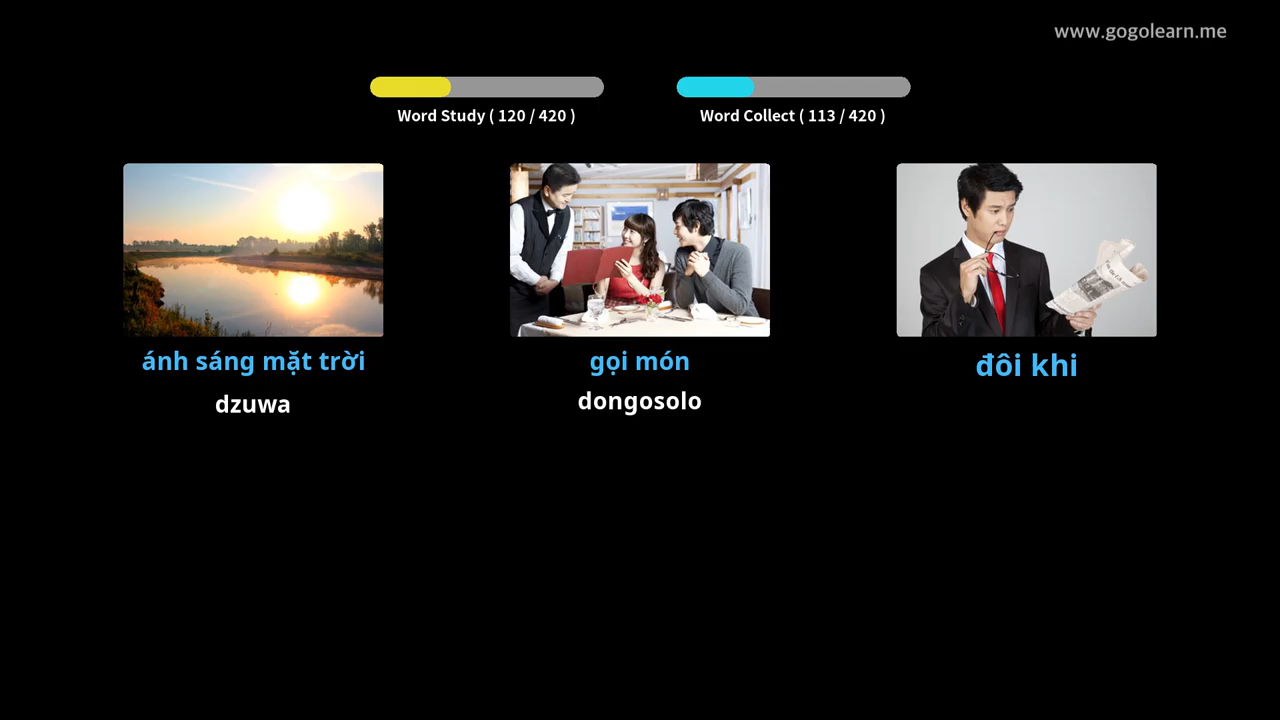 www.gogolearn.me
Word Study ( 120 / 420 )
Word Collect ( 113 / 420 )
ánh sáng mặt trời
dzuwa
gọi món
dongosolo
đôi khi